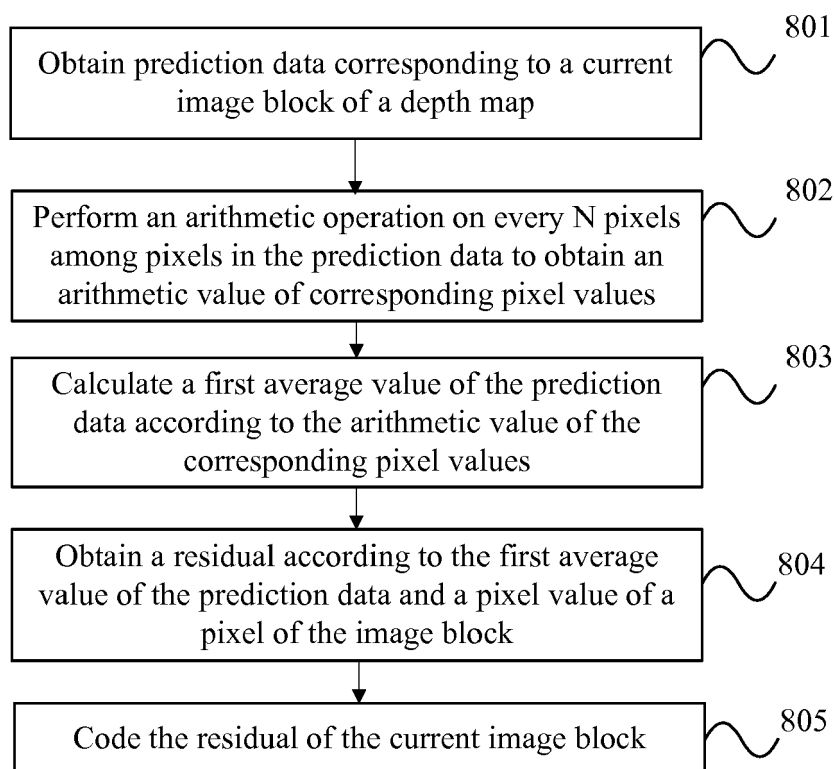 801
Obtain prediction data corresponding to a current
image block of a depth map
802
Perform an arithmetic operation on every N pixels
among pixels in the prediction data to obtain an
arithmetic value of corresponding pixel values
803
Calculate a first average value of the prediction
data according to the arithmetic value of the
corresponding pixel values
804
Obtain a residual according to the first average
value of the prediction data and a pixel value of a
pixel of the image block
805
Code the residual of the current image block